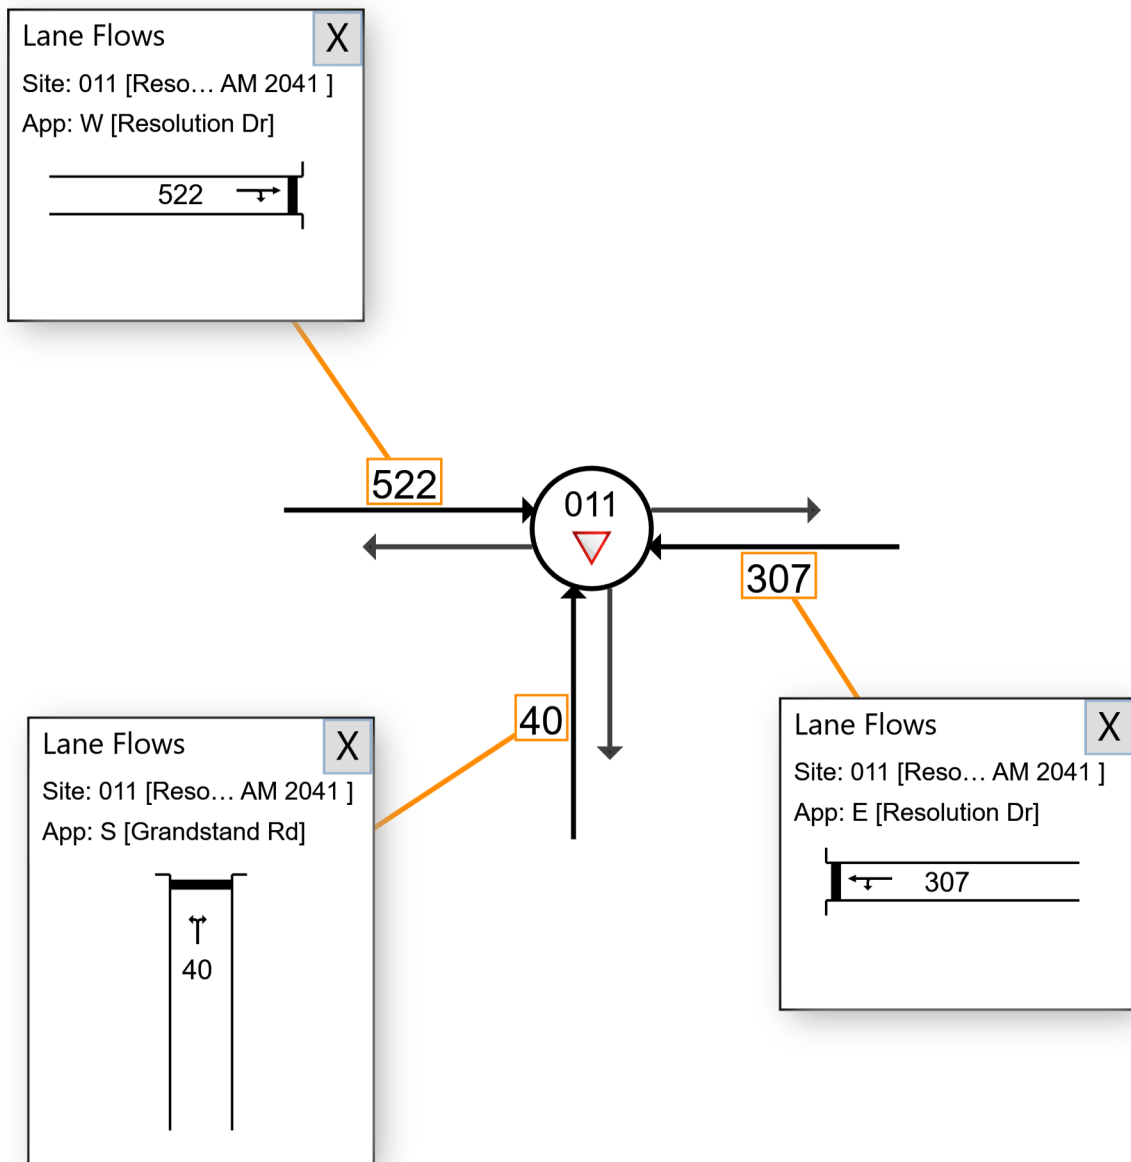 Lane Flows
X
Site: 011 [Reso... AM 2041 ]
App: W [Resolution Dr]
522
522
011
307
40
Lane Flows
X
Site: 011 [Reso... AM 2041 ]
App: S [Grandstand Rd]
40
Lane Flows
X
Site: 011 [Reso... AM 2041 ]
App: E [Resolution Dr]
307